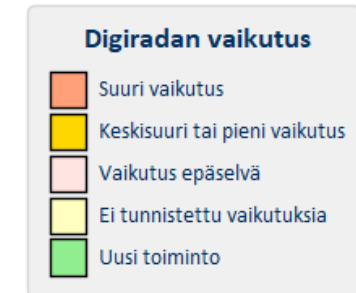 Digiradan vaikutus
Suuri vaikutus
Keskisuuri tai pieni vaikutus
Vaikutus epäselvä
Ei tunnistettu vaikutuksia
Uusi toiminto